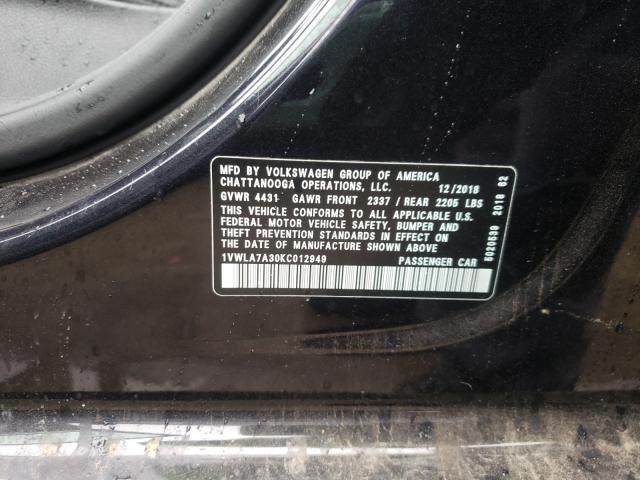 MFD BY VOLKSWAGEN GROUP OF AMERICA
CHATTANOOGA OPERATIONS, LLC. 12/2018
GVWR 4431 GAWR FRONT 2337 / REAR 2205 LBS
THIS VEHICLE CONFORMS TO ALL APPLICABLE U.S.
FEDERAL MOTOR VEHICLE SAFETY, BUMPER AND
THEFT PREVENTION STANDARDS IN EFFECT ON
THE DATE OF MANUFACTURE SHOWN ABOVE.
1VWLA7A30KC012949 PASSENGER CAR
5020539 2018 02